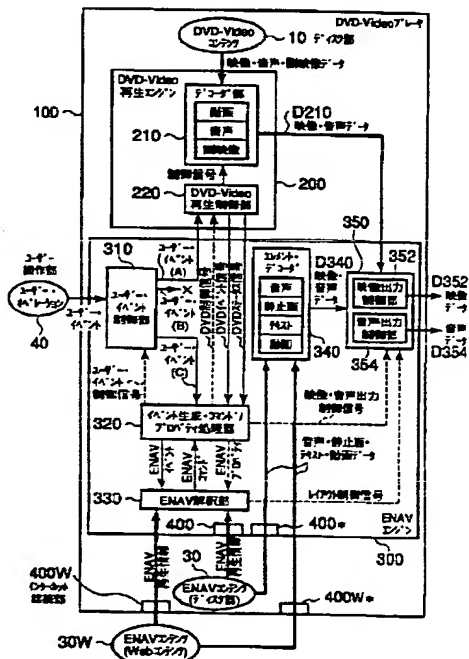 DVD-Videoプレーヤ
DVD-Video
コンテンツ
10 ディスク部
映像・音声・副映像データ
DVD-Video
再生エンジン
デコーダ部
動画
音声
副映像
100
210
D210
映像・音声データ
制御信号
220
DVD-Video
再生制御部
200
350
310
ユーザー
操作部
ユーザー・
オペレーション
40
ユーザー・
イベント
ユーザー・
イベント
制御部
ユーザー・
イベント
(A)
ユーザー・
イベント
(B)
ユーザー・
イベント
(C)
ユーザー・
イベント
制御信号
DVD制御信号
DVDイベント信号
DVDステータス信号
エレメント・
デコーダ
音声
静止画
テキスト
動画
340
D340
映像・
音声
データ
352
映像出力
制御部
音声出力
制御部
354
D352
映像
データ
音声
データ
D354
320
イベント生成・コマンド/
プロパティ処理部
映像・音声出力
制御信号
ENAV
イベント
ENAV
コマンド
ENAV
プロパティ
音声・静止画・
テキスト・動画データ
330
ENAV解釈部
レイアウト制御信号
ENAV
エンジン
400
400*
300
ENAV
再生情報
ENAV
再生情報
30
ENAVコンテンツ
(ディスク部)
400W
インターネット
接続部
400W*
30W
ENAVコンテンツ
(Webコンテンツ)